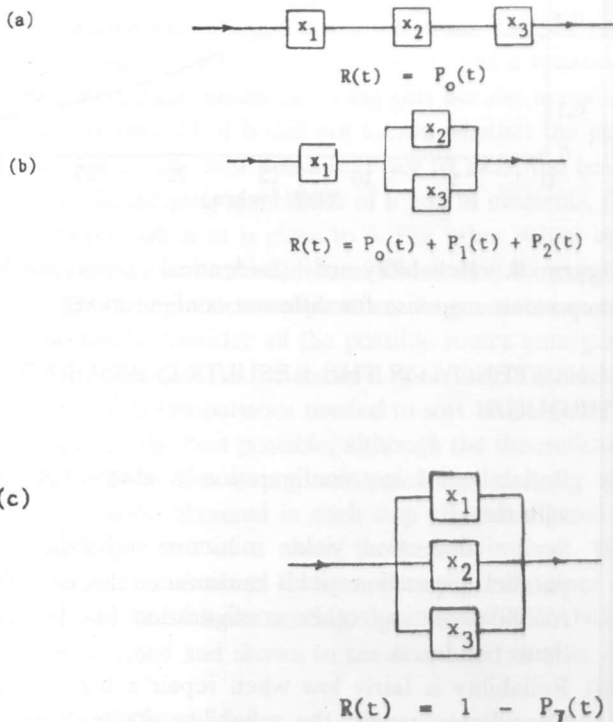 (a)
x1 x2 x3
R(t) = Po(t)
(b)
x1
x2
x3
R(t) = Po(t) + P1(t) + P2(t)
(c)
x1
x2
x3
R(t) = 1 - P7(t)